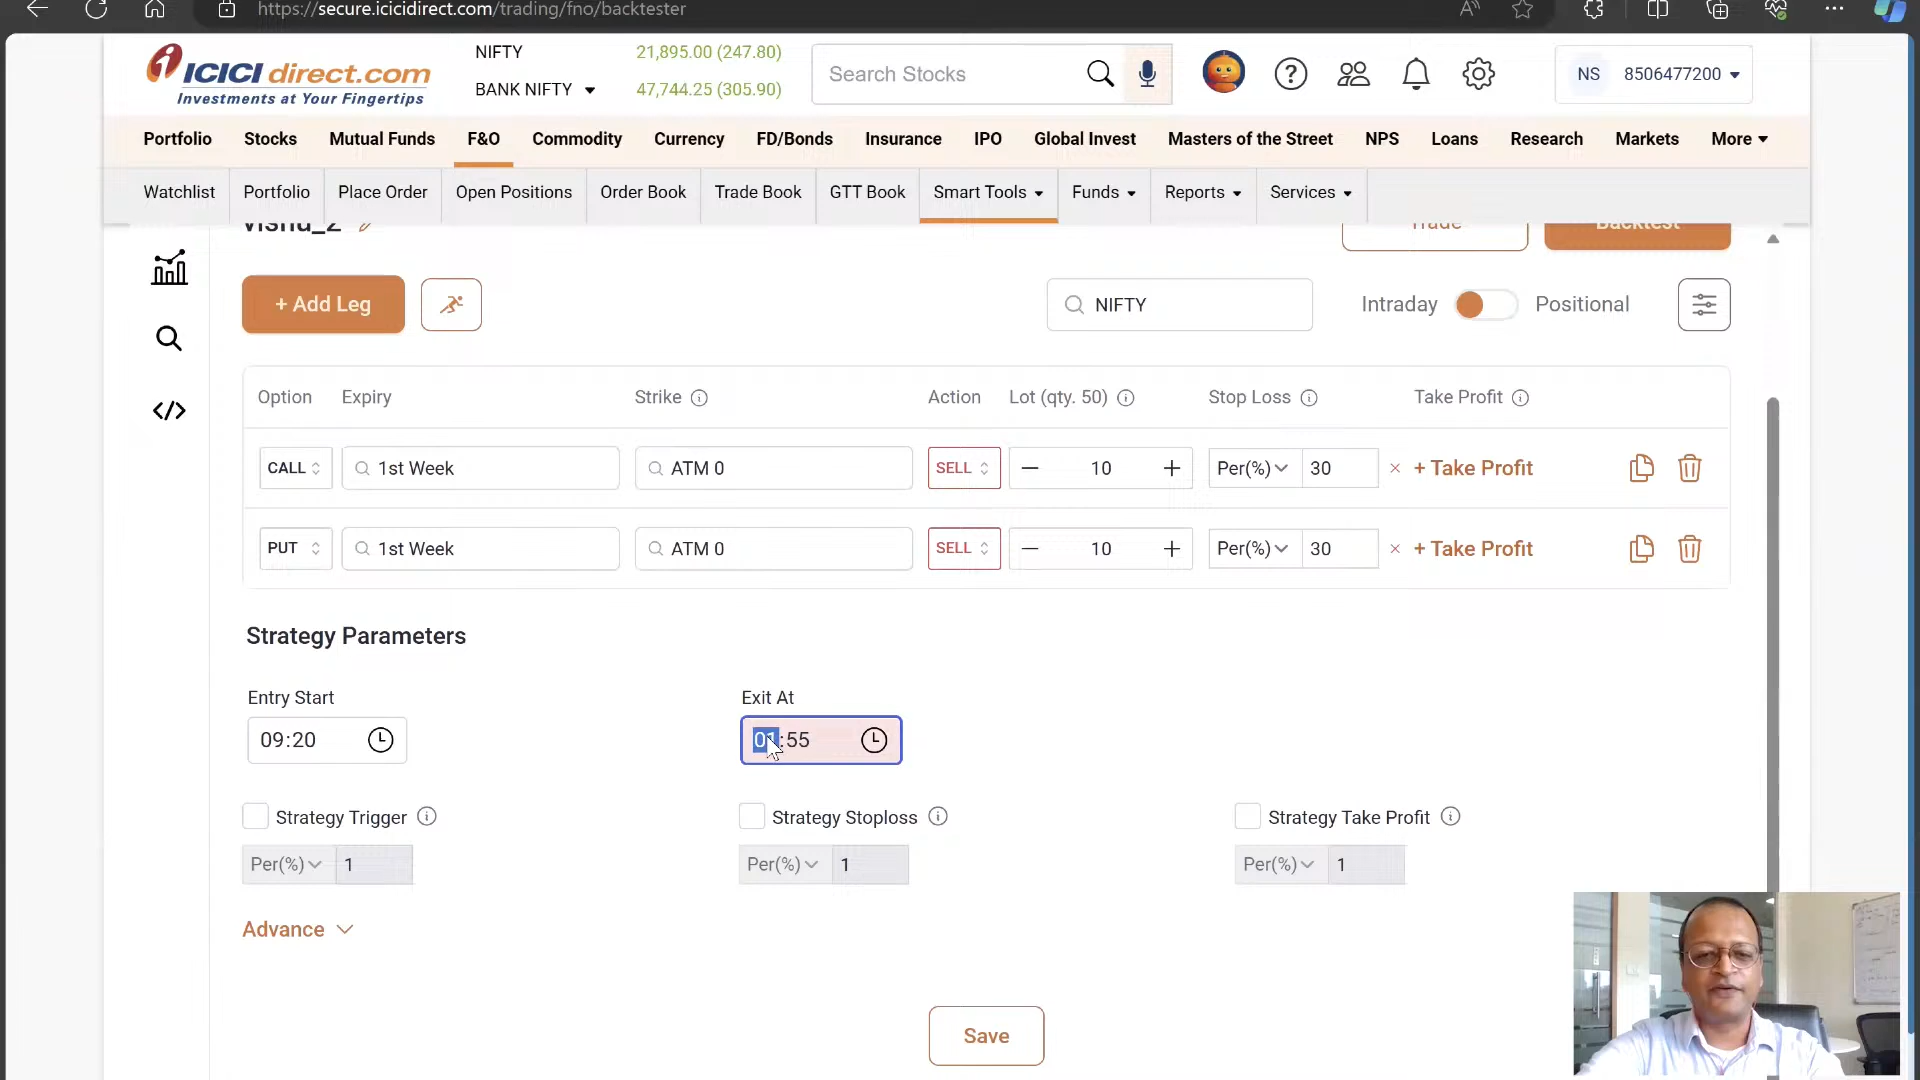 https://secure.icicidirect.com/trading/fno/backtester
ICICI direct.com
Investments at Your Fingertips
NIFTY 21,895.00 (247.80)
BANK NIFTY 47,744.25 (305.90)
Search Stocks
NS 8506477200
Portfolio Stocks Mutual Funds F&O Commodity Currency FD/Bonds Insurance IPO Global Invest Masters of the Street NPS Loans Research Markets More
Watchlist Portfolio Place Order Open Positions Order Book Trade Book GTT Book Smart Tools Funds Reports Services
vishu_2 Trade Backtest
+ Add Leg NIFTY Intraday Positional
Option Expiry Strike Action Lot (qty. 50) Stop Loss Take Profit
CALL 1st Week ATM 0 SELL — 10 + Per(%) 30 × + Take Profit
PUT 1st Week ATM 0 SELL — 10 + Per(%) 30 × + Take Profit
Strategy Parameters
Entry Start Exit At
09:20 01:55
Strategy Trigger Strategy Stoploss Strategy Take Profit
Per(%) 1 Per(%) 1 Per(%) 1
Advance
Save